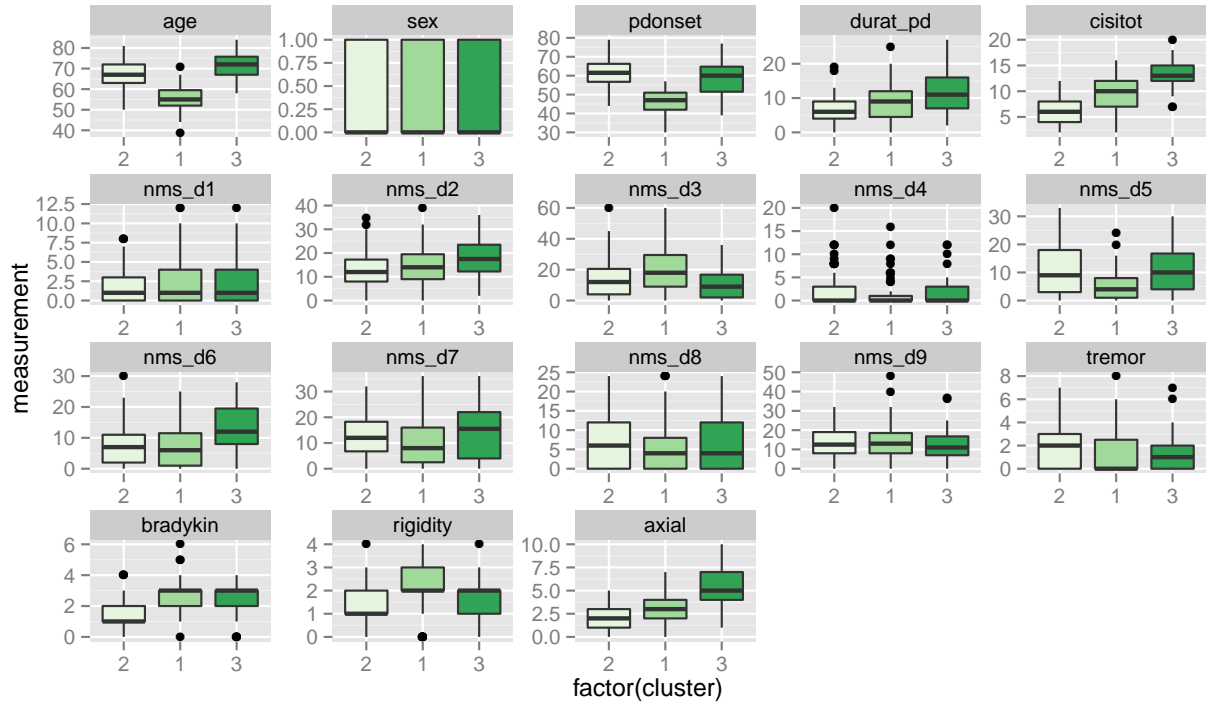 age sex pdonset durat_pd cisitot
80 70 60 50 40
1.00 0.75 0.50 0.25 0.00
80 70 60 50 40 30
20 10 0
20 15 10 5
2 1 3 2 1 3 2 1 3 2 1 3 2 1 3
nms_d1 nms_d2 nms_d3 nms_d4 nms_d5
12.5 10.0 7.5 5.0 2.5 0.0
40 30 20 10 0
60 40 20 0
20 15 10 5 0
30 20 10 0
2 1 3 2 1 3 2 1 3 2 1 3 2 1 3
measurement
nms_d6 nms_d7 nms_d8 nms_d9 tremor
30 20 10 0
30 20 10 0
25 20 15 10 5 0
50 40 30 20 10 0
8 6 4 2 0
2 1 3 2 1 3 2 1 3 2 1 3 2 1 3
bradykin rigidity axial
6 4 2 0
4 3 2 1 0
10.0 7.5 5.0 2.5 0.0
2 1 3 2 1 3 2 1 3
factor(cluster)